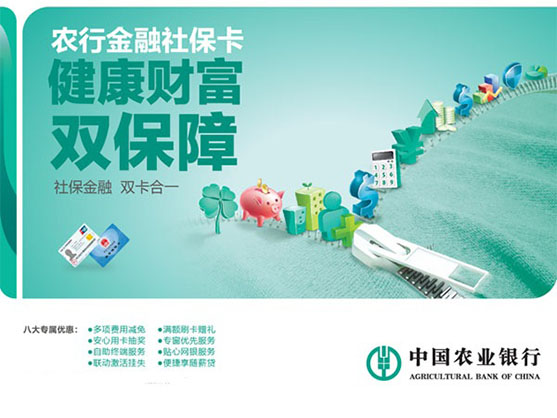 农行金融社保卡
健康财富
双保障
社保金融 双卡合一
八大专属优惠：
●多项费用减免 ●满额刷卡赠礼
●安心用卡抽奖 ●专窗优先服务
●自助终端服务 ●贴心网银服务
●联动激活挂失 ●便捷享随薪贷
中国农业银行
AGRICULTURAL BANK OF CHINA